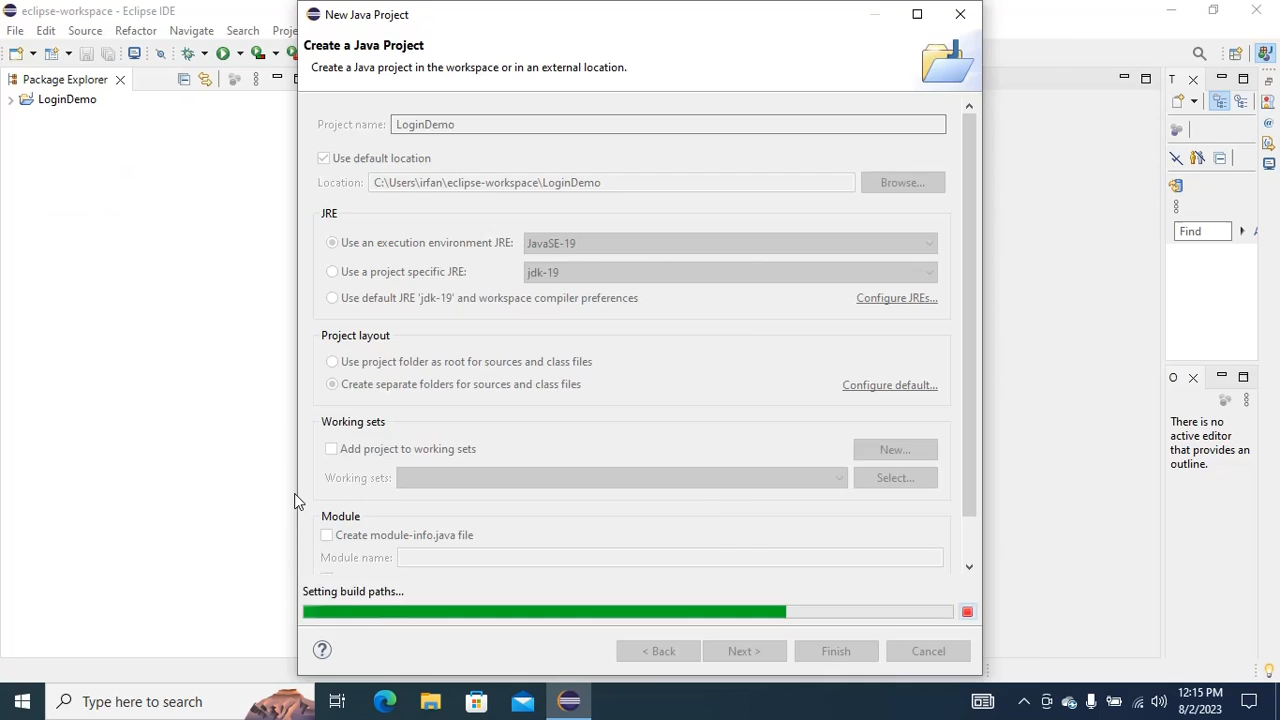 eclipse-workspace - Eclipse IDE
File Edit Source Refactor Navigate Search Proje
Package Explorer
LoginDemo
New Java Project
Create a Java Project
Create a Java project in the workspace or in an external location.
Project name: LoginDemo
Use default location
Location: C:\Users\irfan\eclipse-workspace\LoginDemo Browse...
JRE
Use an execution environment JRE: JavaSE-19
Use a project specific JRE: jdk-19
Use default JRE 'jdk-19' and workspace compiler preferences Configure JREs...
Project layout
Use project folder as root for sources and class files
Create separate folders for sources and class files Configure default...
Working sets
Add project to working sets New...
Working sets: Select...
Module
Create module-info.java file
Module name:
Setting build paths...
< Back Next > Finish Cancel
T
Find
O
There is no
active editor
that provides an
outline.
Type here to search
12:15 PM
8/2/2023